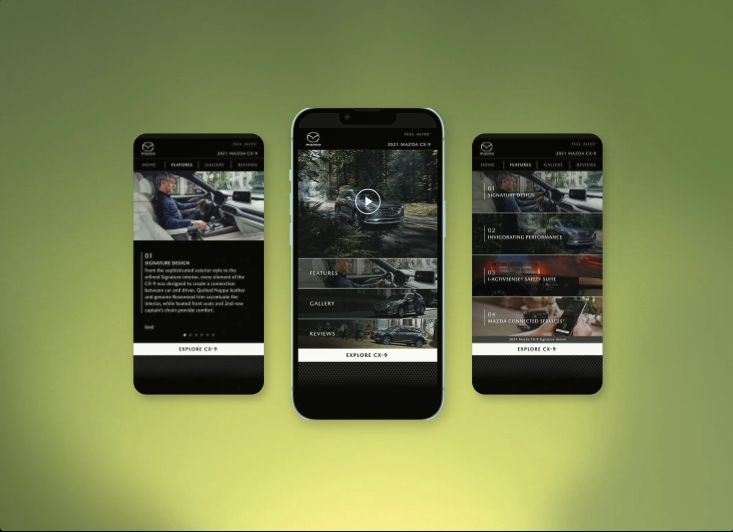 FEEL ALIVE
mazda
2021 MAZDA CX-9
HOME
FEATURES
GALLERY
REVIEWS
01
SIGNATURE DESIGN
From the sophisticated exterior style to the
refined Signature interior, every element of the
CX-9 was designed to create a connection
between car and driver. Quilted Nappa leather
and genuine Rosewood trim accentuate the
interior, while heated front seats and 2nd-row
captain's chairs provide comfort.
EXPLORE CX-9
FEEL ALIVE
mazda
2021 MAZDA CX-9
FEATURES
GALLERY
REVIEWS
EXPLORE CX-9
FEEL ALIVE
mazda
2021 MAZDA CX-9
HOME
FEATURES
GALLERY
REVIEWS
01
SIGNATURE DESIGN
02
INVIGORATING PERFORMANCE
03
I-ACTIVSENSE® SAFETY SUITE
04
MAZDA CONNECTED SERVICES
2021 Mazda CX-9 Signature shown
EXPLORE CX-9